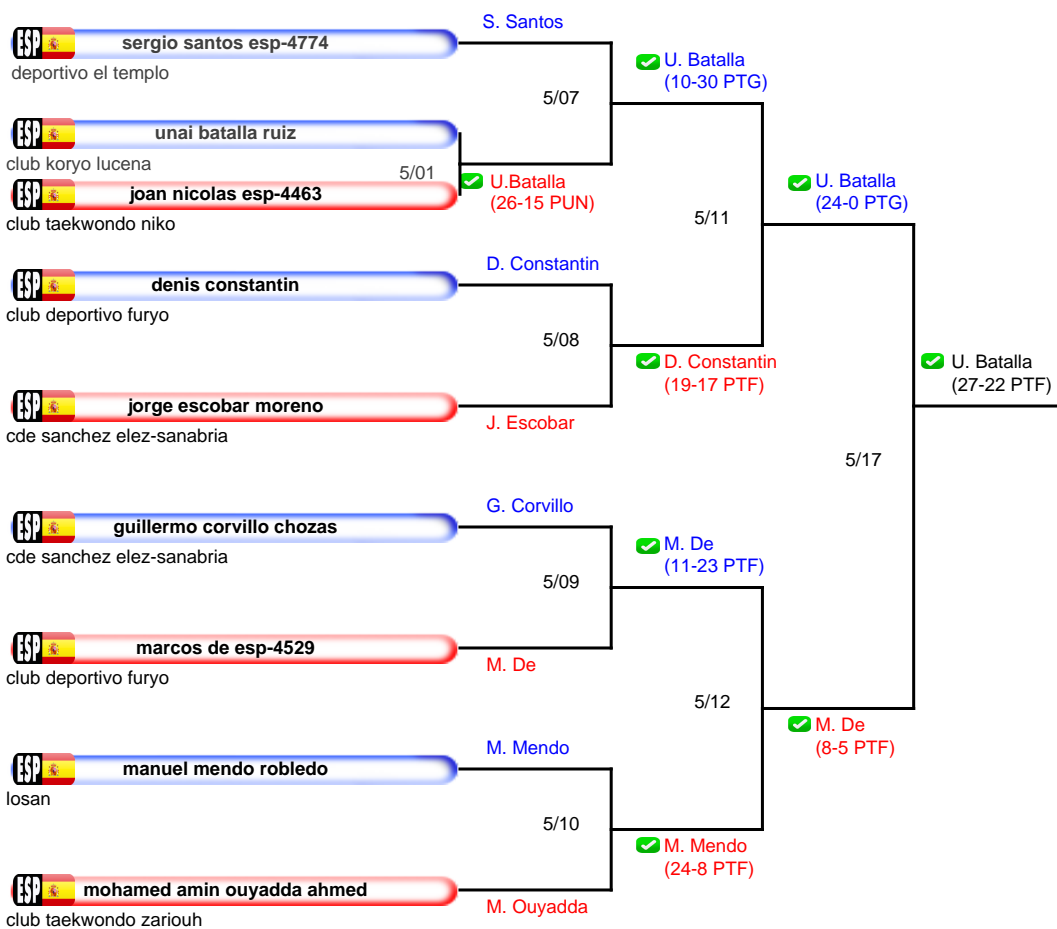 S. Santos
ESP sergio santos esp-4774
deportivo el templo
U. Batalla
(10-30 PTG)
5/07
ESP unai batalla ruiz
club koryo lucena
5/01
U.Batalla
(26-15 PUN)
ESP joan nicolas esp-4463
club taekwondo niko
U. Batalla
(24-0 PTG)
5/11
D. Constantin
ESP denis constantin
club deportivo furyo
5/08
D. Constantin
(19-17 PTF)
U. Batalla
(27-22 PTF)
ESP jorge escobar moreno
cde sanchez elez-sanabria
J. Escobar
5/17
G. Corvillo
ESP guillermo corvillo chozas
cde sanchez elez-sanabria
M. De
(11-23 PTF)
5/09
ESP marcos de esp-4529
club deportivo furyo
M. De
5/12
M. De
(8-5 PTF)
M. Mendo
ESP manuel mendo robledo
losan
5/10
M. Mendo
(24-8 PTF)
ESP mohamed amin ouyadda ahmed
club taekwondo zariouh
M. Ouyadda